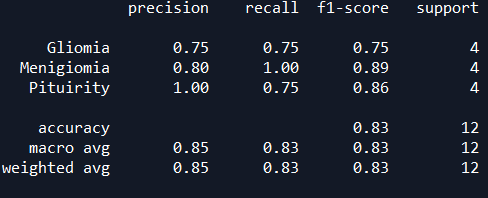 precision recall f1-score support
Gliomia 0.75 0.75 0.75 4
Menigiomia 0.80 1.00 0.89 4
Pituirity 1.00 0.75 0.86 4
accuracy 0.83 12
macro avg 0.85 0.83 0.83 12
weighted avg 0.85 0.83 0.83 12